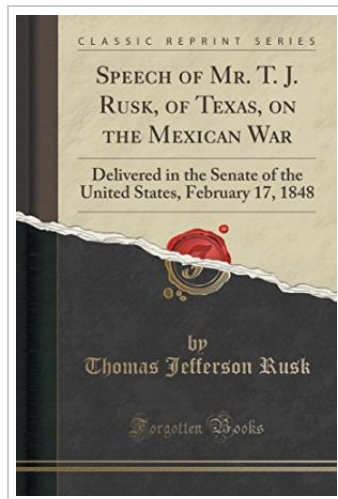 CLASSIC REPRINT SERIES
SPEECH OF MR. T. J.
RUSK, OF TEXAS, ON
THE MEXICAN WAR
Delivered in the Senate of the
United States, February 17, 1848
by
Thomas Jefferson Rusk
Forgotten Books